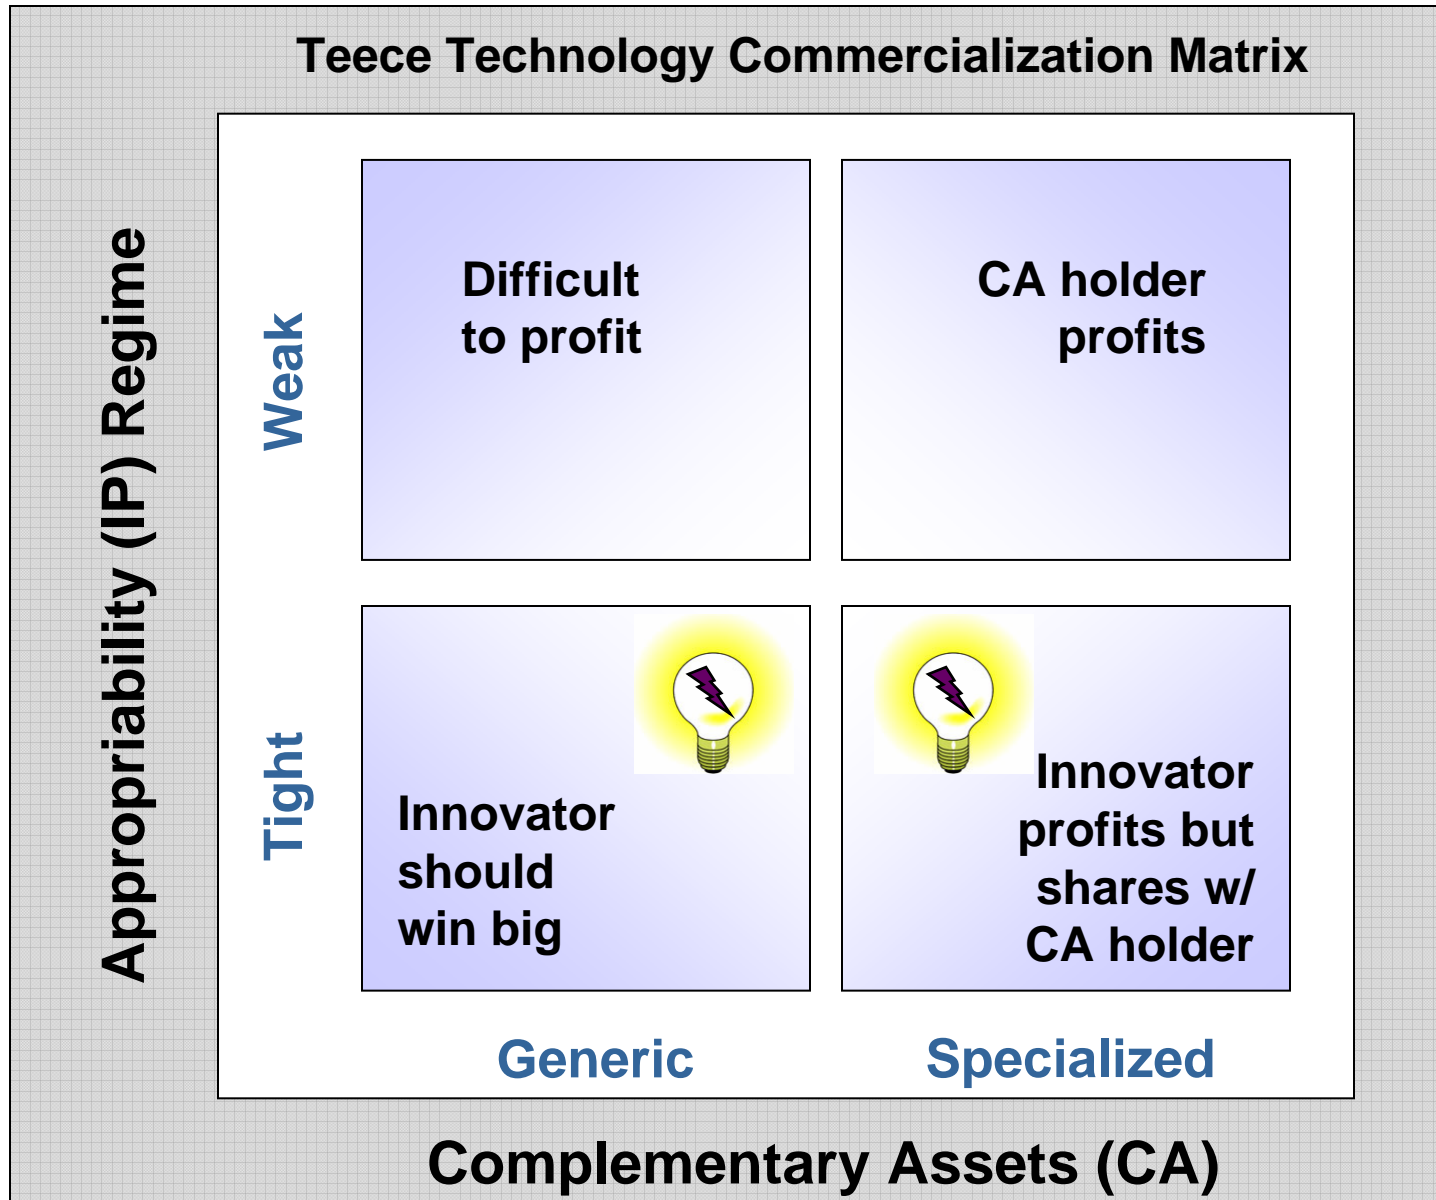 Teece Technology Commercialization Matrix
Appropriability (IP) Regime
Weak
Difficult
to profit
CA holder
profits
Tight
Innovator
should
win big
Innovator
profits but
shares w/
CA holder
Generic
Specialized
Complementary Assets (CA)